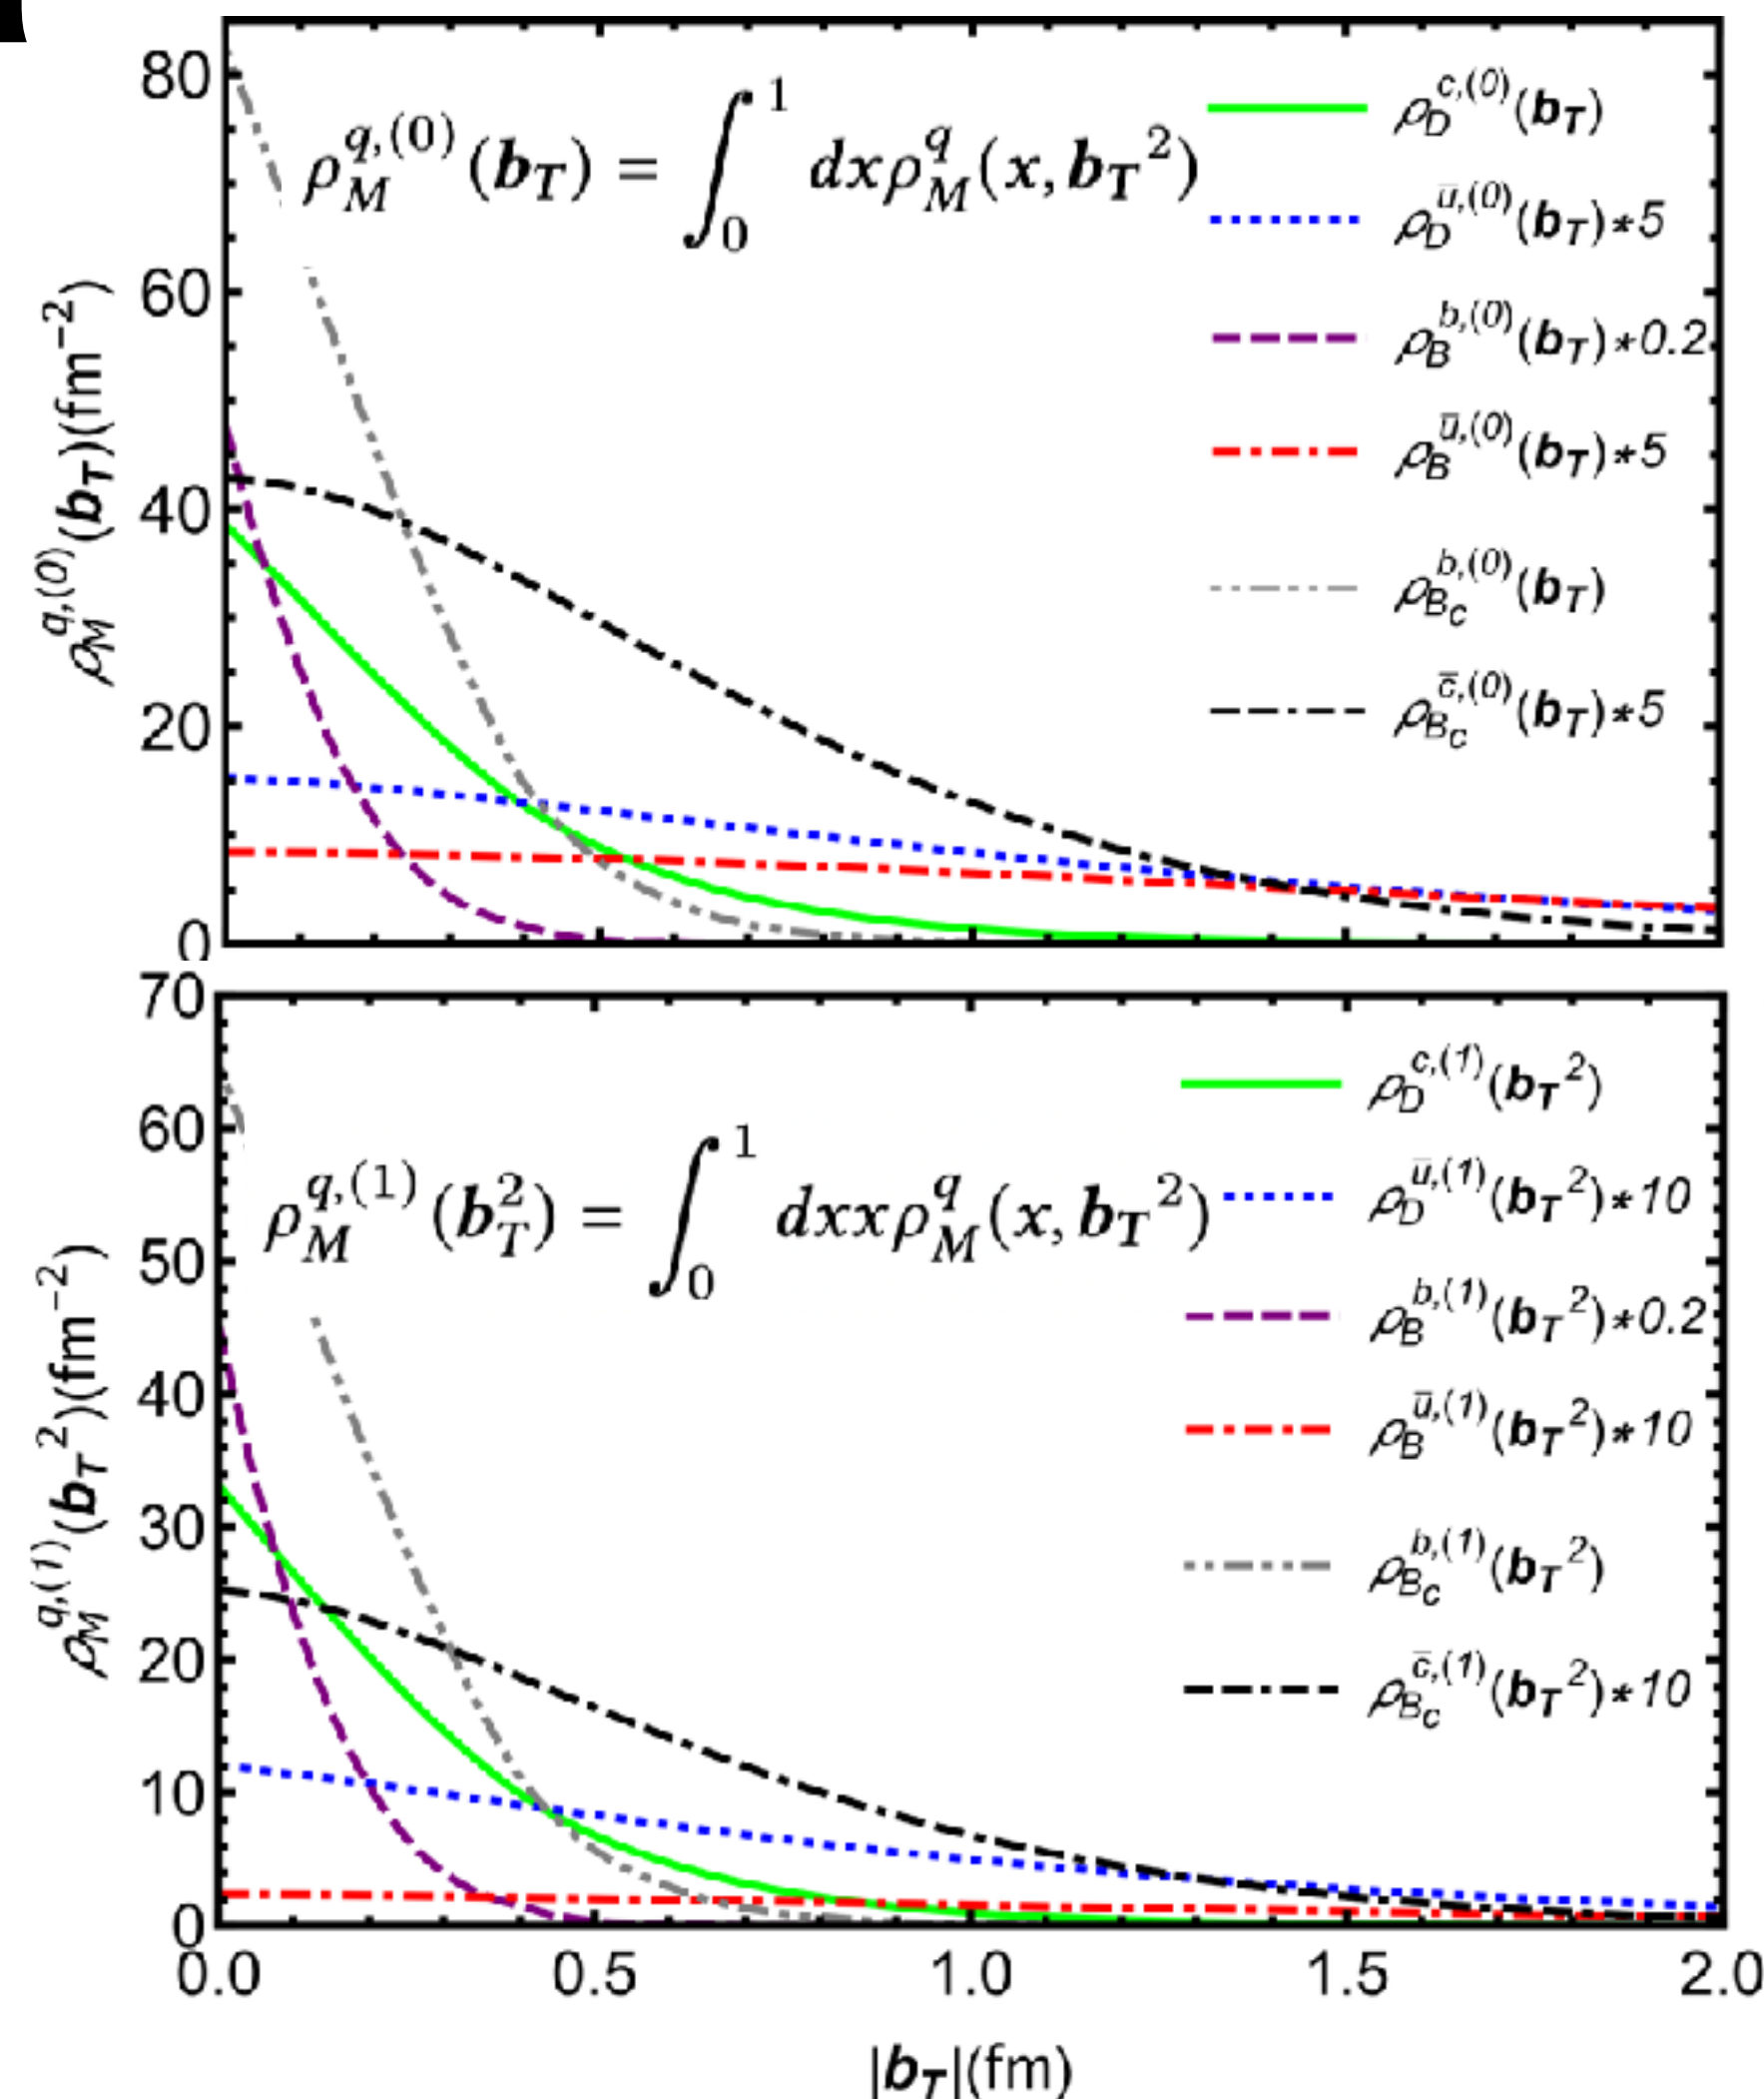 80
60
40
20
0
ρ_M^{q,(0)}(b_T)(fm^{-2})
ρ_M^{q,(0)}(b_T) = ∫_0^1 dxρ_M^q(x, b_T^2)
ρ_D^{c,(0)}(b_T)
ρ_D^{ū,(0)}(b_T)*5
ρ_B^{b,(0)}(b_T)*0.2
ρ_B^{ū,(0)}(b_T)*5
ρ_{B_c}^{b,(0)}(b_T)
ρ_{B_c}^{c̄,(0)}(b_T)*5
70
60
50
40
30
20
10
0
ρ_M^{q,(1)}(b_T^2)(fm^{-2})
ρ_M^{q,(1)}(b_T^2) = ∫_0^1 dxxρ_M^q(x, b_T^2)
ρ_D^{c,(1)}(b_T^2)
ρ_D^{ū,(1)}(b_T^2)*10
ρ_B^{b,(1)}(b_T^2)*0.2
ρ_B^{ū,(1)}(b_T^2)*10
ρ_{B_c}^{b,(1)}(b_T^2)
ρ_{B_c}^{c̄,(1)}(b_T^2)*10
0.0 0.5 1.0 1.5 2.0
|b_T|(fm)